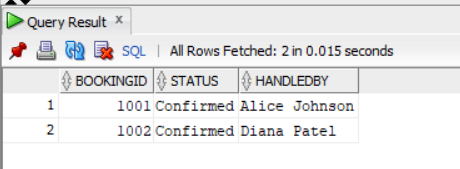 Query Result x
SQL | All Rows Fetched: 2 in 0.015 seconds
BOOKINGID STATUS HANDLEDBY
1 1001 Confirmed Alice Johnson
2 1002 Confirmed Diana Patel